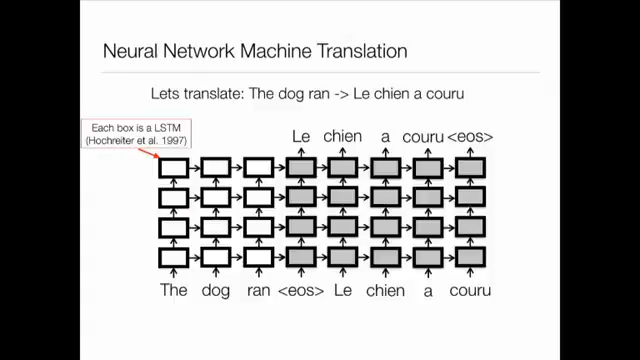 Neural Network Machine Translation
Lets translate: The dog ran -> Le chien a couru
Each box is a LSTM
(Hochreiter et al. 1997)
Le chien a couru <eos>
The dog ran <eos> Le chien a couru